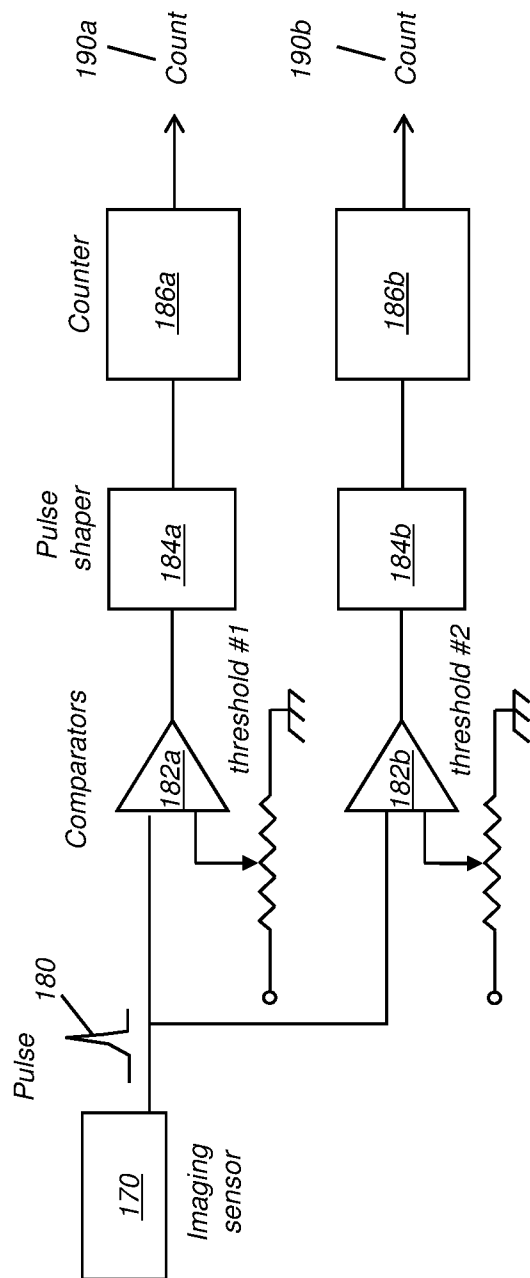 Pulse
180
170
Imaging
sensor
Comparators
182a
threshold #1
182b
threshold #2
Pulse
shaper
184a
184b
Counter
186a
186b
190a
Count
190b
Count